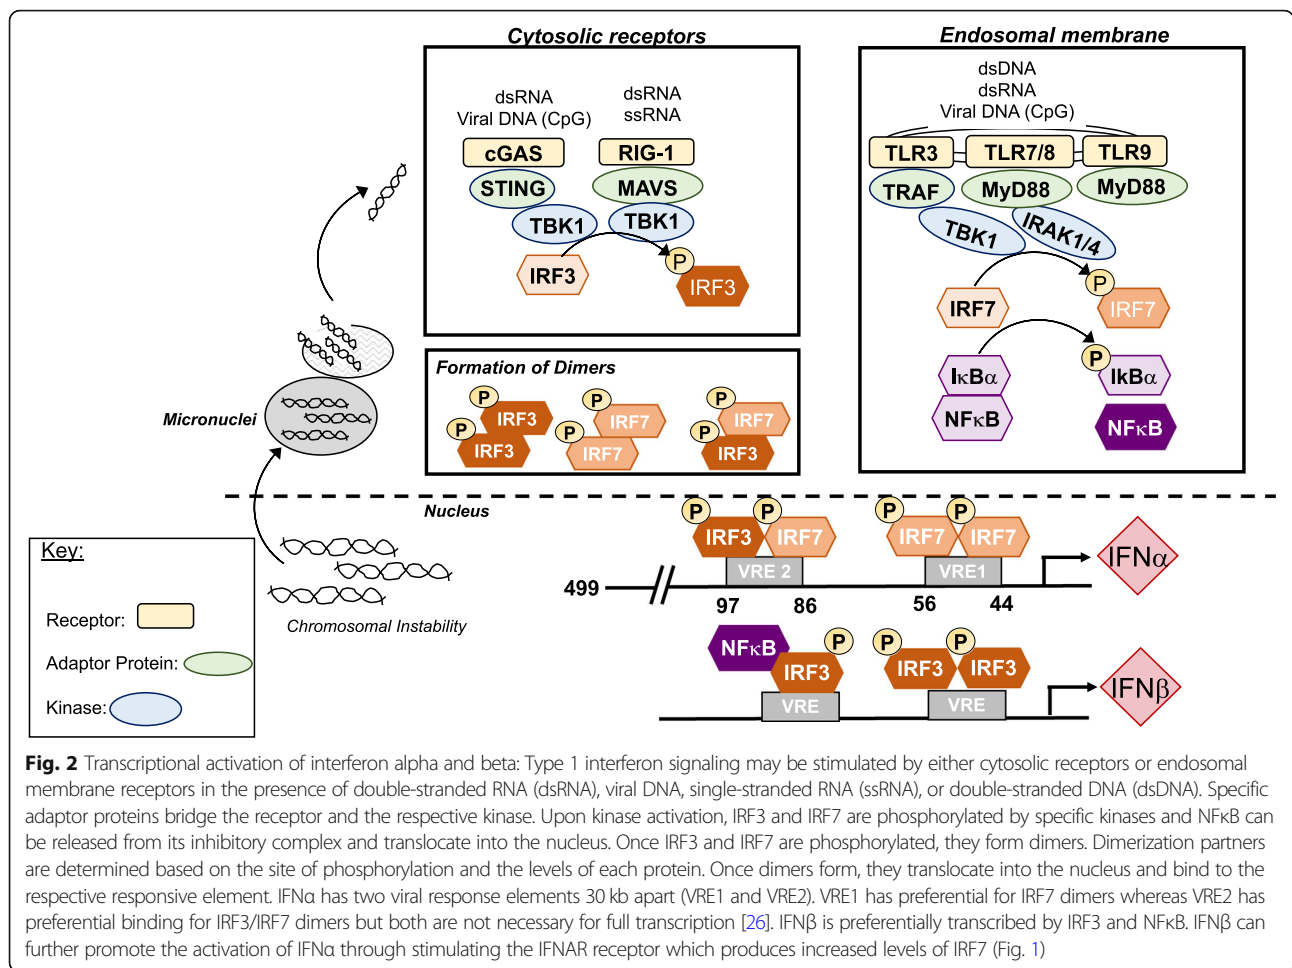 Cytosolic receptors
dsRNA
Viral DNA (CpG)
dsRNA
ssRNA
cGAS
RIG-1
STING
MAVS
TBK1
TBK1
IRF3
P
IRF3
Endosomal membrane
dsDNA
dsRNA
Viral DNA (CpG)
TLR3
TLR7/8
TLR9
TRAF
MyD88
MyD88
TBK1
IRAK1/4
IRF7
P
IRF7
IκBα
NFκB
P
IkBα
NFκB
Formation of Dimers
P
IRF3
P
IRF3
P
IRF7
P
IRF7
P
IRF7
P
IRF3
Micronuclei
Nucleus
Chromosomal Instability
Key:
Receptor:
Adaptor Protein:
Kinase:
P
IRF3
P
IRF7
P
IRF7
P
IRF7
VRE 2
VRE1
499
97
86
56
44
IFNα
NFκB
P
IRF3
P
IRF3
P
IRF3
VRE
VRE
IFNβ
Fig. 2 Transcriptional activation of interferon alpha and beta: Type 1 interferon signaling may be stimulated by either cytosolic receptors or endosomal
membrane receptors in the presence of double-stranded RNA (dsRNA), viral DNA, single-stranded RNA (ssRNA), or double-stranded DNA (dsDNA). Specific
adaptor proteins bridge the receptor and the respective kinase. Upon kinase activation, IRF3 and IRF7 are phosphorylated by specific kinases and NFκB can
be released from its inhibitory complex and translocate into the nucleus. Once IRF3 and IRF7 are phosphorylated, they form dimers. Dimerization partners
are determined based on the site of phosphorylation and the levels of each protein. Once dimers form, they translocate into the nucleus and bind to the
respective responsive element. IFNα has two viral response elements 30 kb apart (VRE1 and VRE2). VRE1 has preferential for IRF7 dimers whereas VRE2 has
preferential binding for IRF3/IRF7 dimers but both are not necessary for full transcription [26]. IFNβ is preferentially transcribed by IRF3 and NFκB. IFNβ can
further promote the activation of IFNα through stimulating the IFNAR receptor which produces increased levels of IRF7 (Fig. 1)